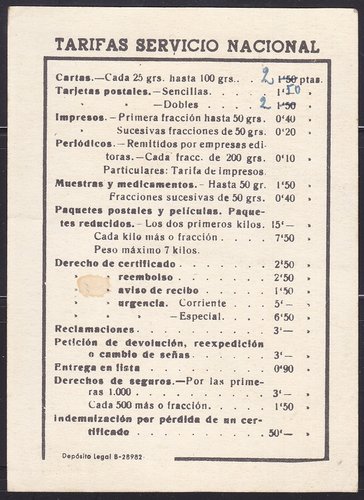 TARIFAS SERVICIO NACIONAL
Cartas.—Cada 25 grs. hasta 100 grs. . 2 1'50 ptas.
Tarjetas postales.—Sencillas. . . . . 1' 50 »
» » —Dobles . . . . 2 1'50 »
Impresos.—Primera fracción hasta 50 grs. 0'40 »
Sucesivas fracciones de 50 grs. 0'20 »
Periódicos.—Remitidos por empresas edi
toras.—Cada fracc. de 200 grs. 0'10 »
Particulares: Tarifa de impresos.
Muestras y medicamentos.- Hasta 50 gr. 1'50 »
Fracciones sucesivas de 50 grs. 0'40 »
Paquetes postales y películas. Paque-
tes reducidos.—Los dos primeros kilos. 15'— »
Cada kilo más o fracción . . . . 7'50 »
Peso máximo 7 kilos.
Derecho de certificado . . . . . . 2'50 »
» » reembolso . . . . . . 2'50 »
» » aviso de recibo . . . . 1'50 »
» » urgencia. Corriente . . . 5'— »
» » » —Especial. . . . 6'50 »
Reclamaciones . . . . . . . . . 3'— »
Petición de devolución, reexpedición
o cambio de señas . . . . . . 3'— »
Entrega en lista . . . . . . . . 0'90 »
Derechos de seguros.—Por las prime-
ras 1.000 . . . . . . . . . 3'— »
Cada 500 más o fracción. . . . . 1'50 »
Indemnización por pérdida de un cer-
tificado . . . . . . . . . . 50'— »
Depósito Legal B-28982